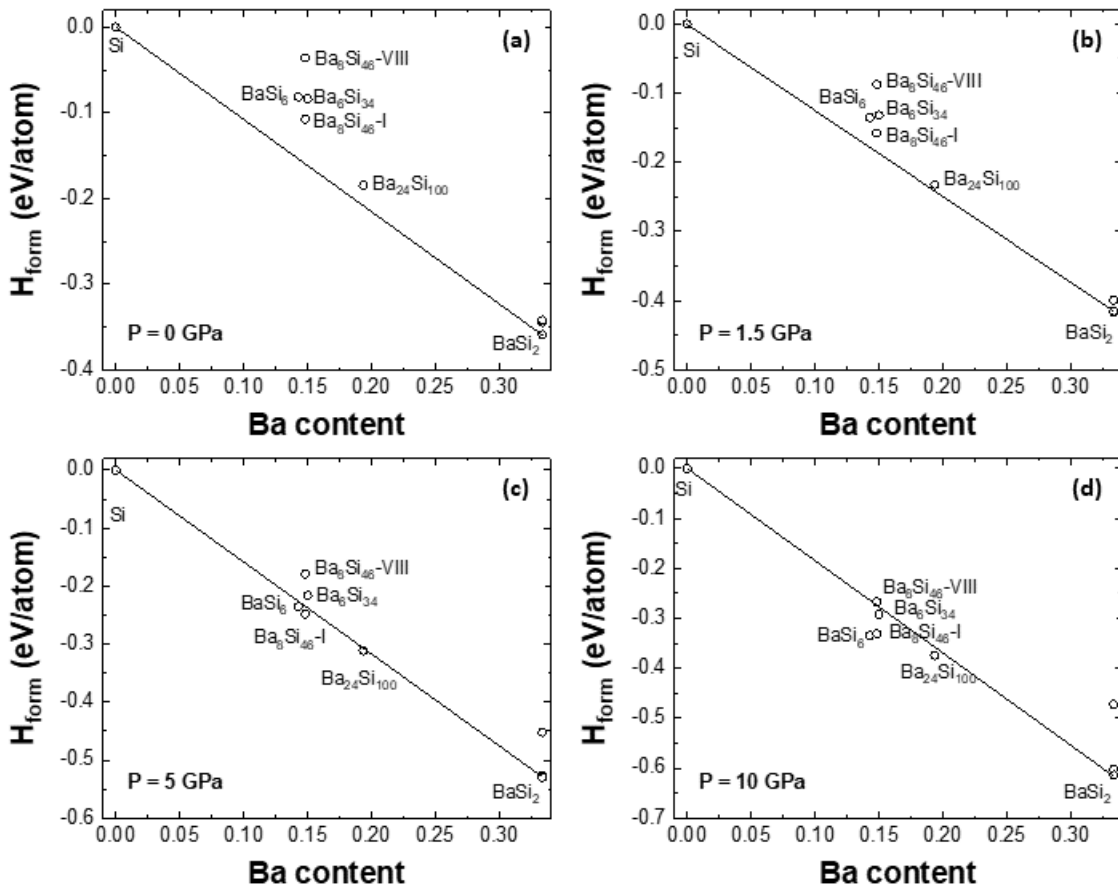 (a)
0.0
Si
Ba₈Si₄₆-VIII
-0.1
BaSi₆
Ba₆Si₃₄
Ba₈Si₄₆-I
-0.2
Ba₂₄Si₁₀₀
-0.3
P = 0 GPa
BaSi₂
-0.4
0.00 0.05 0.10 0.15 0.20 0.25 0.30
Ba content
H_form (eV/atom)
(b)
0.0
Si
Ba₈Si₄₆-VIII
-0.1
BaSi₆
Ba₆Si₃₄
Ba₈Si₄₆-I
-0.2
Ba₂₄Si₁₀₀
-0.3
-0.4
P = 1.5 GPa
BaSi₂
-0.5
0.00 0.05 0.10 0.15 0.20 0.25 0.30
Ba content
H_form (eV/atom)
(c)
0.0
Si
-0.1
Ba₈Si₄₆-VIII
-0.2
BaSi₆
Ba₆Si₃₄
Ba₈Si₄₆-I
-0.3
Ba₂₄Si₁₀₀
-0.4
-0.5
P = 5 GPa
BaSi₂
-0.6
0.00 0.05 0.10 0.15 0.20 0.25 0.30
Ba content
H_form (eV/atom)
(d)
0.0
Si
-0.1
-0.2
Ba₈Si₄₆-VIII
-0.3
Ba₆Si₃₄
BaSi₆
Ba₈Si₄₆-I
-0.4
Ba₂₄Si₁₀₀
-0.5
-0.6
P = 10 GPa
BaSi₂
-0.7
0.00 0.05 0.10 0.15 0.20 0.25 0.30
Ba content
H_form (eV/atom)